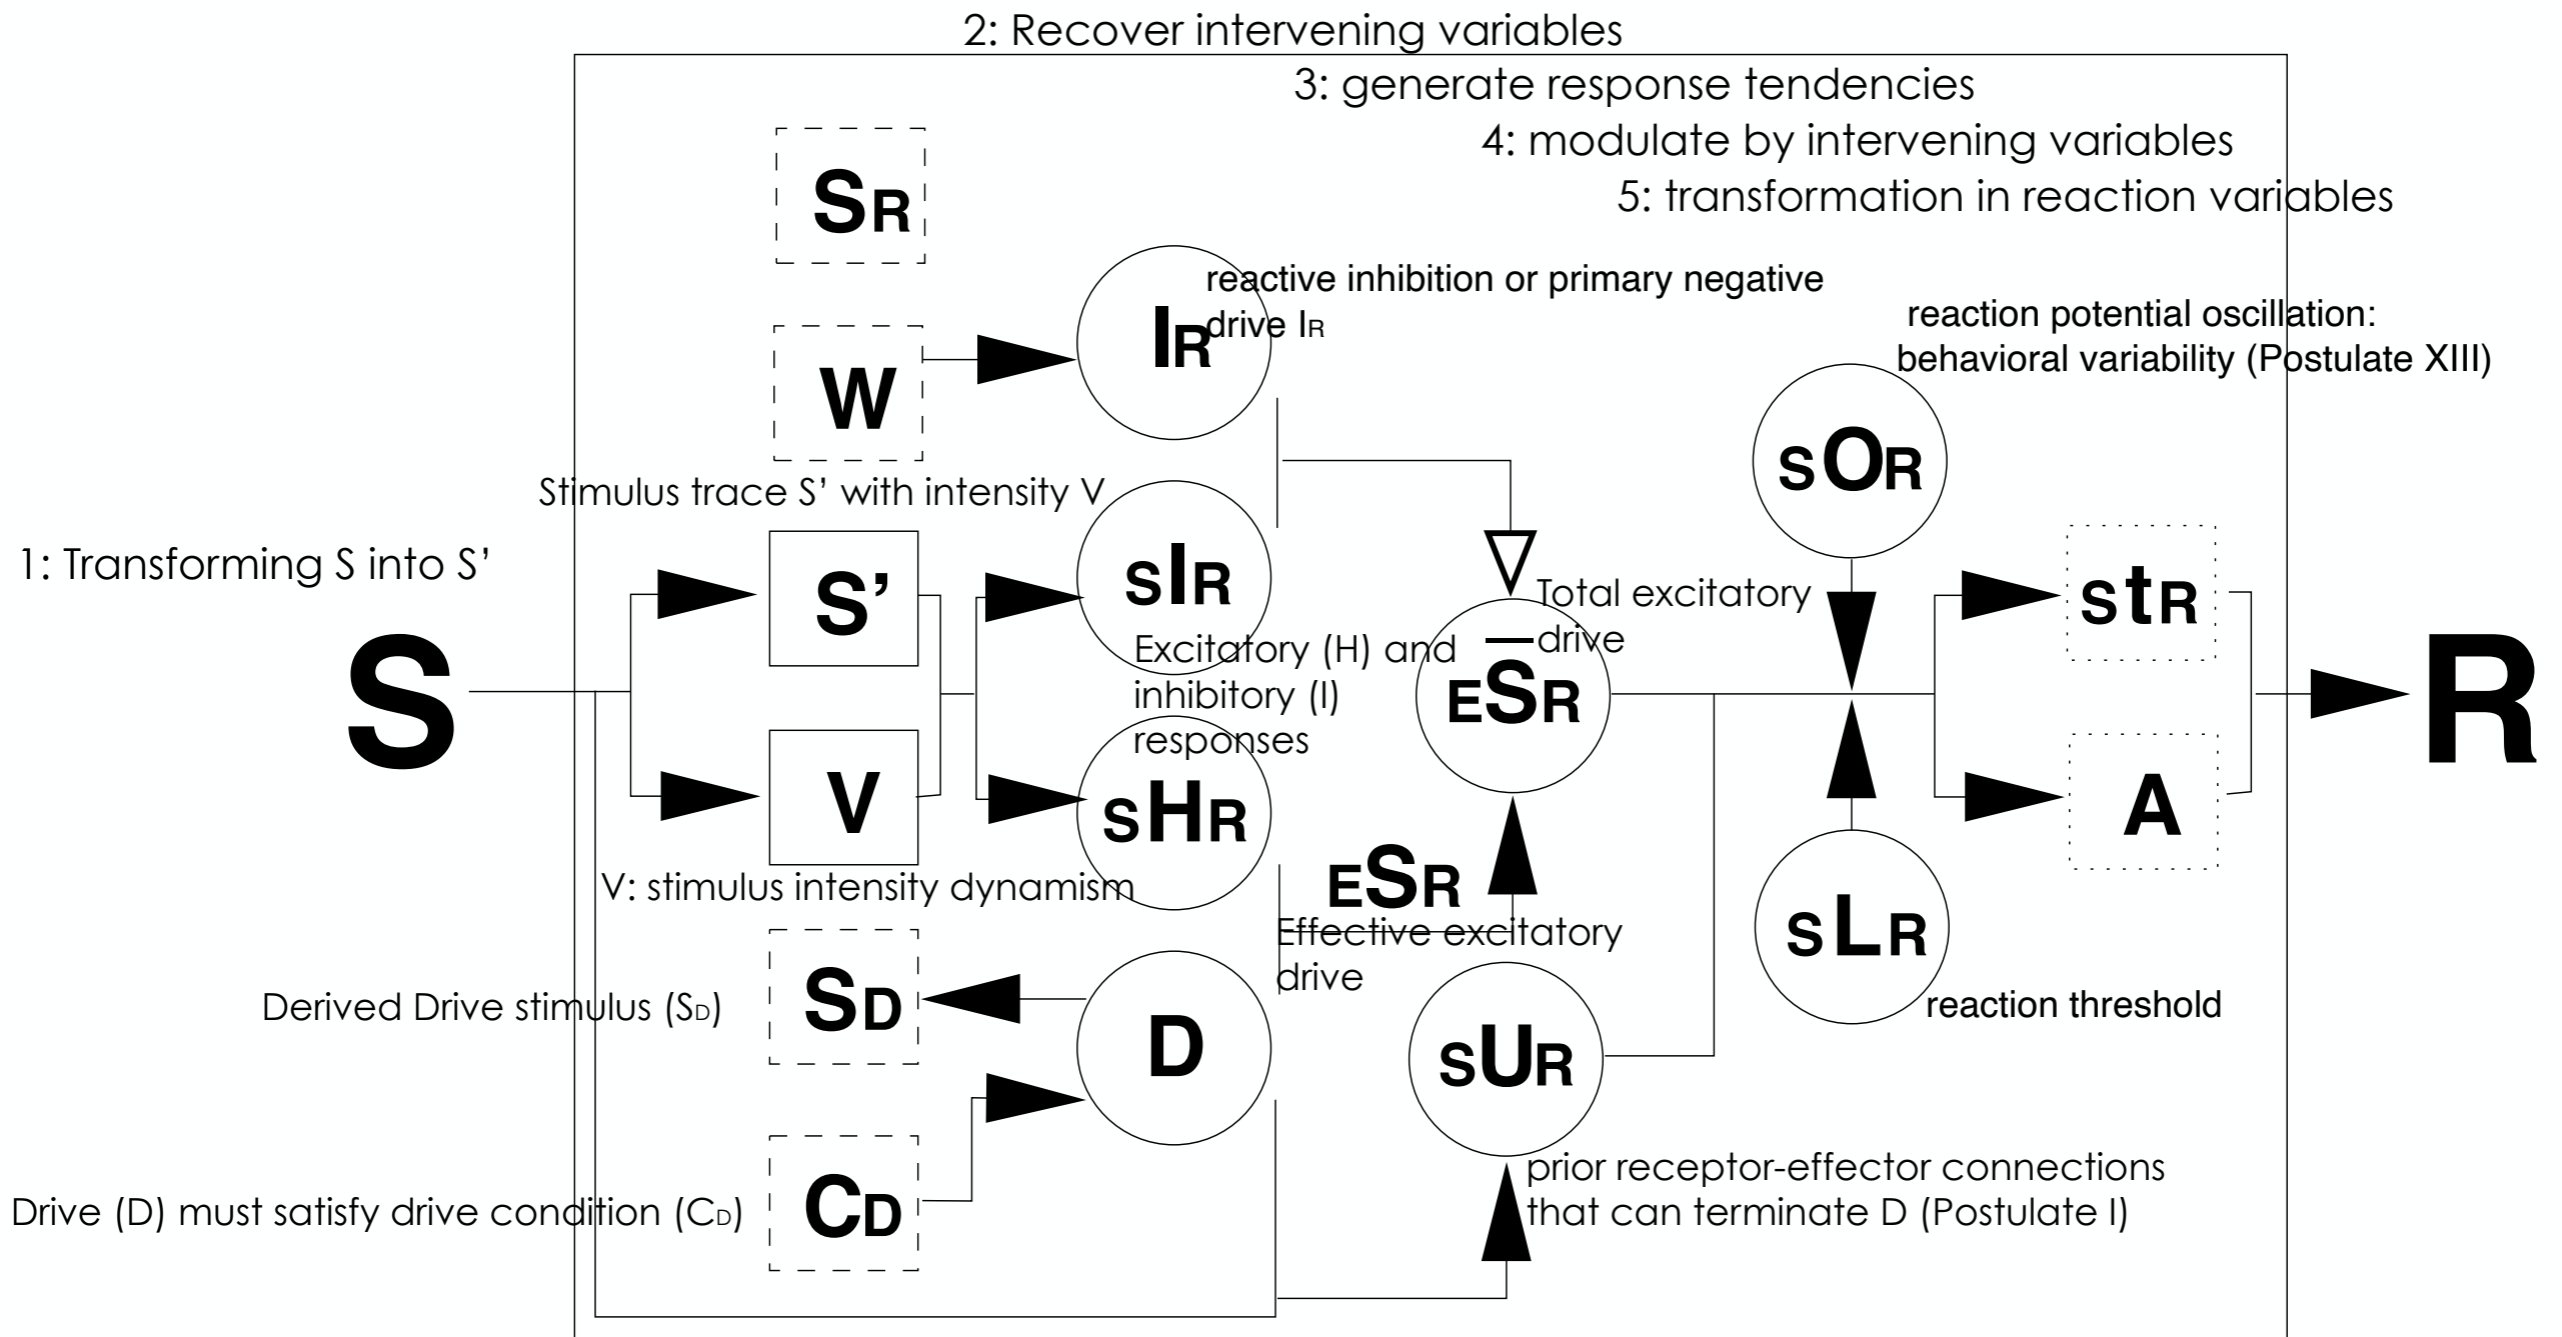 2: Recover intervening variables
3: generate response tendencies
4: modulate by intervening variables
5: transformation in reaction variables
SR
reactive inhibition or primary negative
drive IR
IR
reaction potential oscillation:
behavioral variability (Postulate XIII)
W
sOR
Stimulus trace S' with intensity V
1: Transforming S into S'
S'
sIR
Total excitatory
drive
stR
S
Excitatory (H) and
inhibitory (I)
responses
ES̅R
R
V
sHR
A
V: stimulus intensity dynamism
ESR
Effective excitatory
drive
sLR
reaction threshold
Derived Drive stimulus (SD)
SD
D
sUR
prior receptor-effector connections
that can terminate D (Postulate I)
Drive (D) must satisfy drive condition (CD)
CD